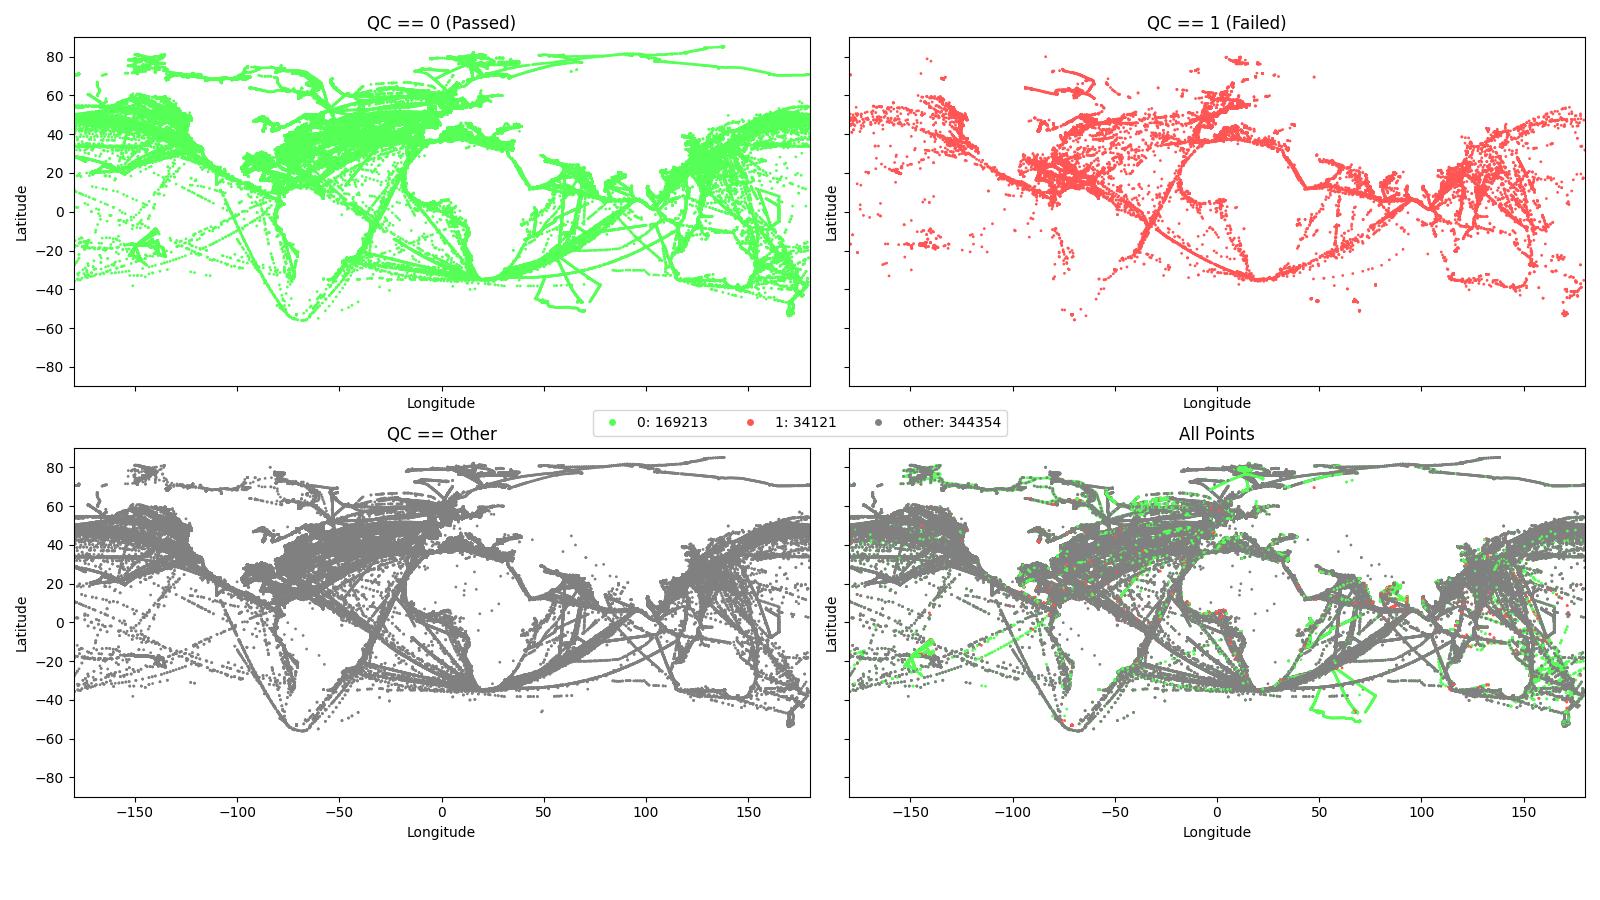 QC == 0 (Passed)
QC == 1 (Failed)
80
60
40
20
0
−20
−40
−60
−80
Latitude
Latitude
Longitude
Longitude
0: 169213
1: 34121
other: 344354
QC == Other
All Points
80
60
40
20
0
−20
−40
−60
−80
Latitude
Latitude
−150 −100 −50 0 50 100 150
−150 −100 −50 0 50 100 150
Longitude
Longitude